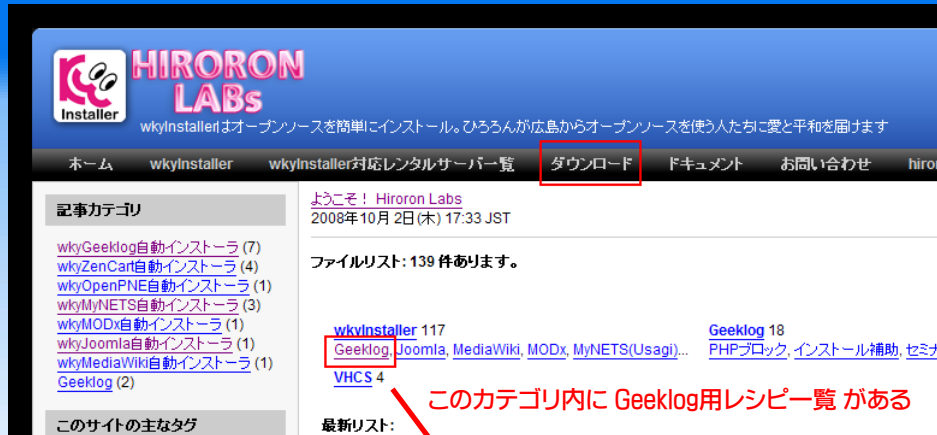 HIRORON
LABs
Installer
wkyInstallerはオープンソースを簡単にインストール。ひろろんが広島からオープンソースを使う人たちに愛と平和を届けます
ホーム wkyInstaller wkyInstaller対応レンタルサーバー覧 ダウンロード ドキュメント お問い合わせ
記事カテゴリ
wkyGeeklog自動インストーラ (7)
wkyZenCart自動インストーラ (4)
wkyOpenPNE自動インストーラ (1)
wkyMyNETS自動インストーラ (3)
wkyMODx自動インストーラ (1)
wkyJoomla自動インストーラ (1)
wkyMediaWiki自動インストーラ (1)
Geeklog (2)
このサイトの主なタグ
ようこそ！ Hiroron Labs
2008年10月 2日(木) 17:33 JST
ファイルリスト: 139 件あります。
wkyInstaller 117
Geeklog, Joomla, MediaWiki, MODx, MyNETS(Usagi)...
Geeklog 18
PHPブロック, インストール補助, セミナ
VHCS 4
このカテゴリ内に Geeklog用レシピ一覧 がある
最新リスト: